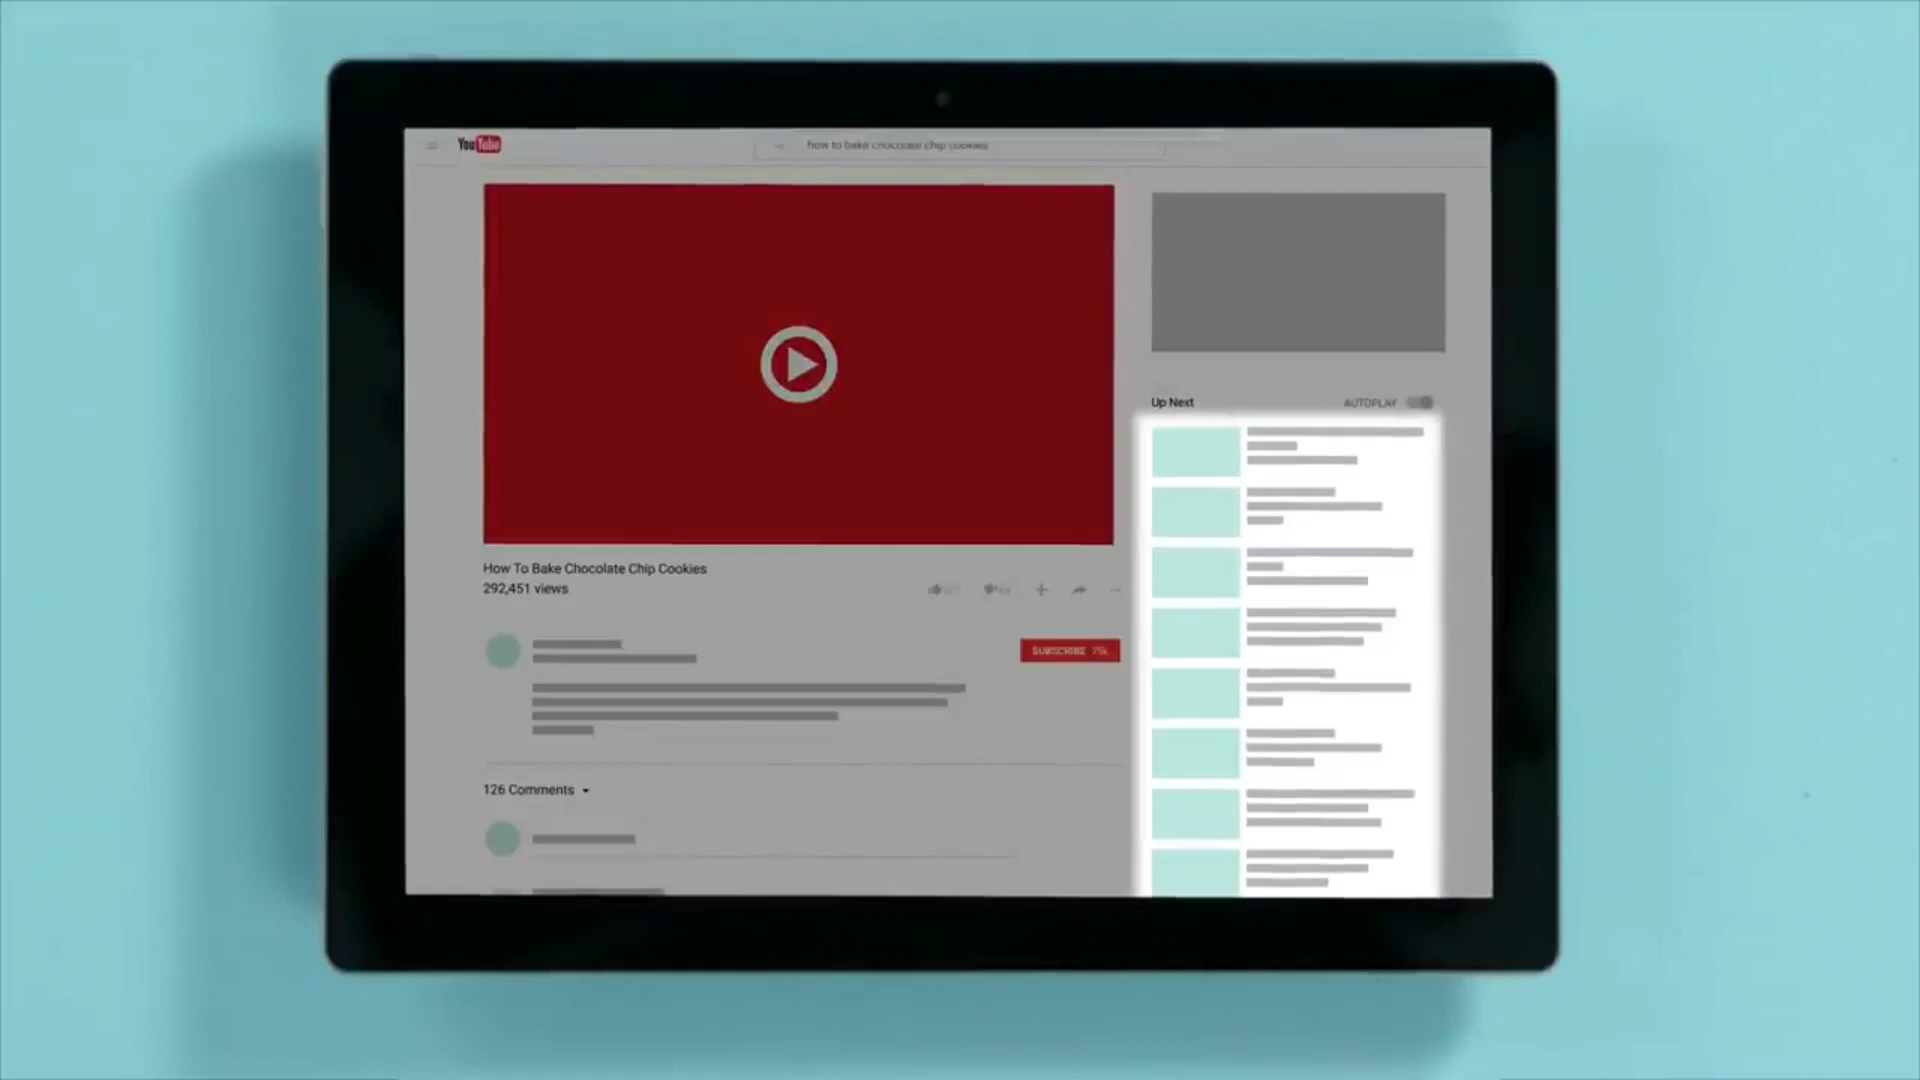 YouTube
how to bake chocolate chip cookies
Up Next
AUTOPLAY
How To Bake Chocolate Chip Cookies
292,451 views
SUBSCRIBE 75k
126 Comments